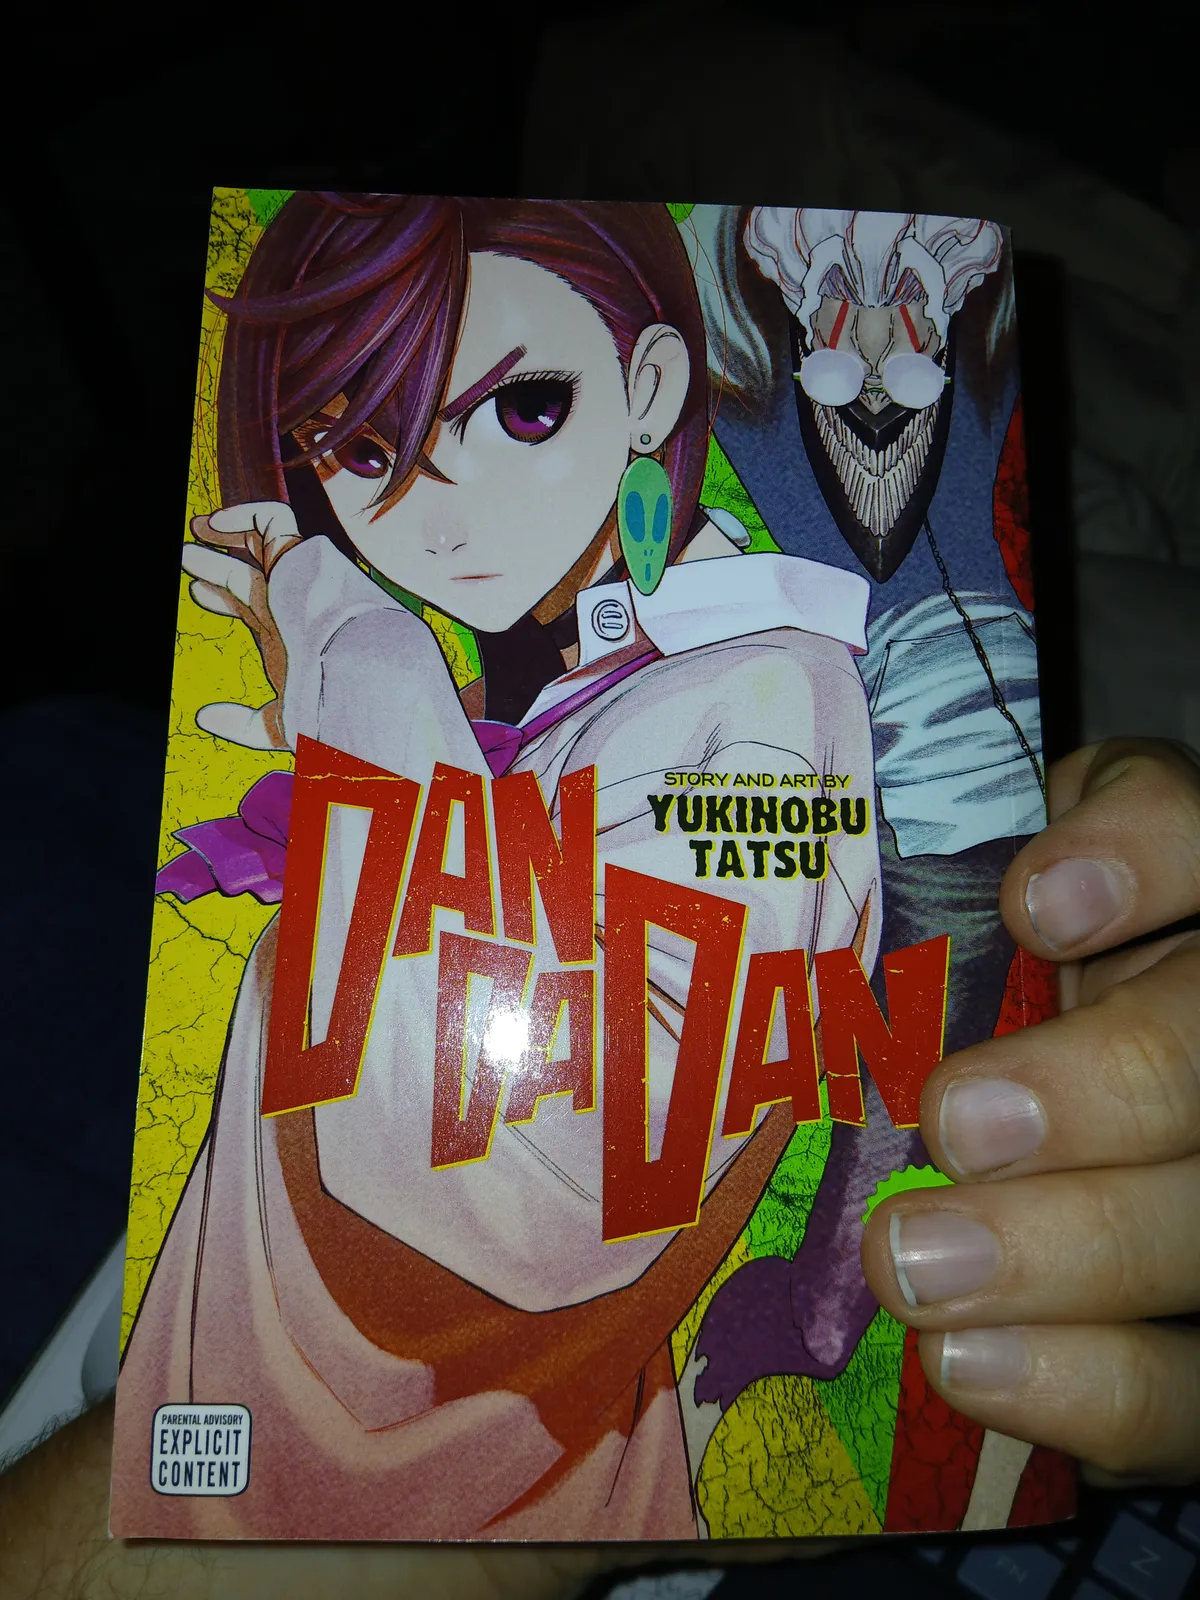 STORY AND ART BY
YUKINOBU
TATSU
DAN
DA
DAN
PARENTAL ADVISORY
EXPLICIT
CONTENT
N
Z